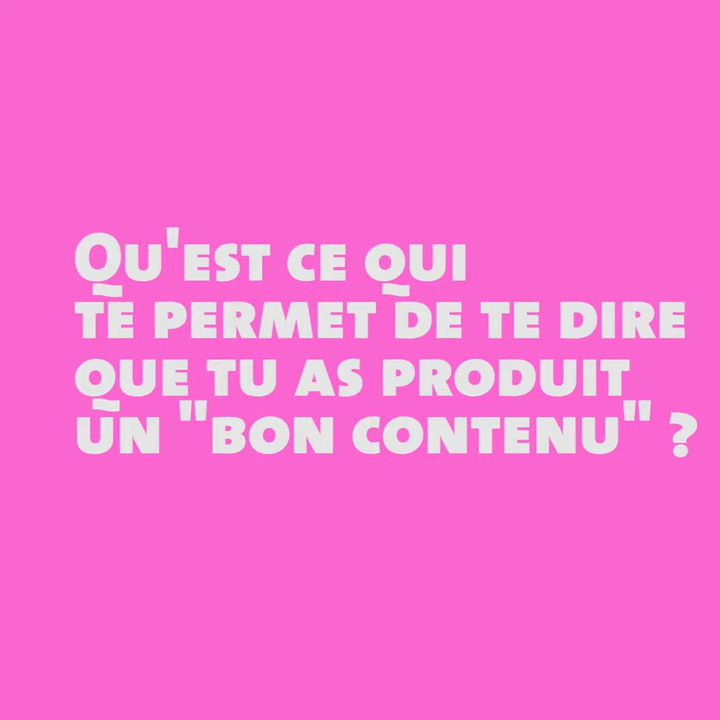 Qu'est ce qui
te permet de te dire
que tu as produit
un "bon contenu" ?